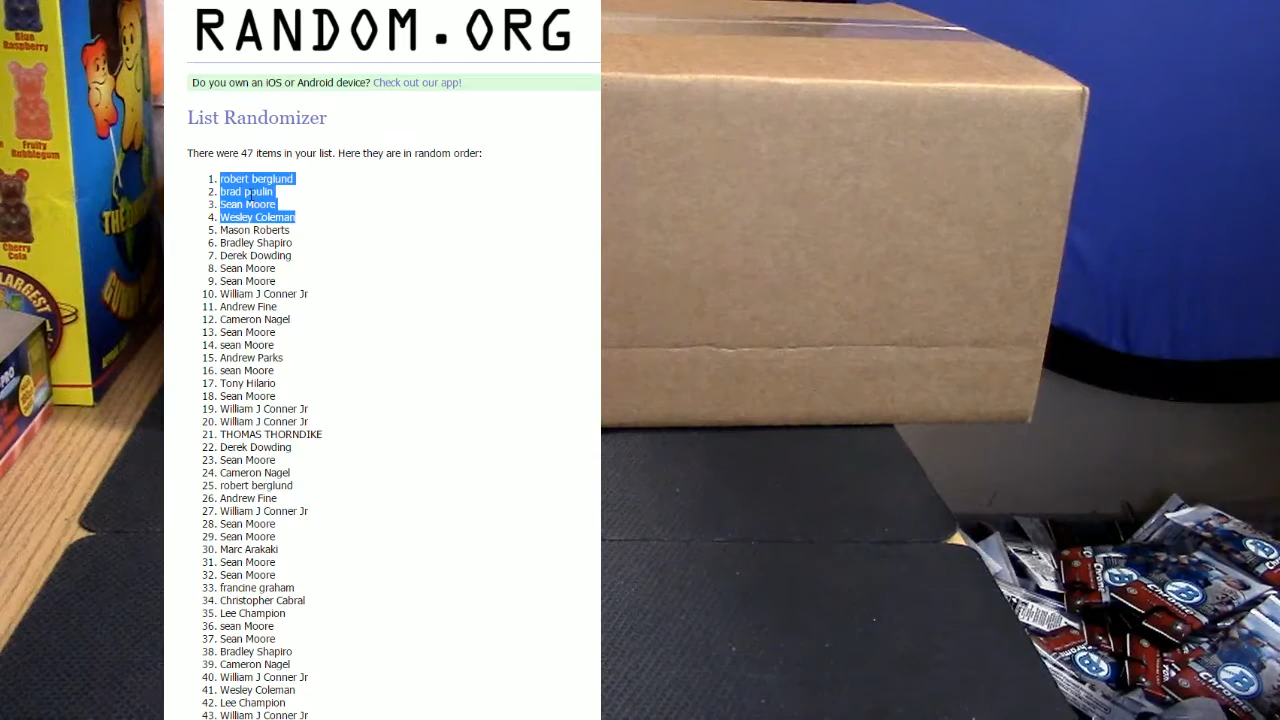 Blue
Raspberry
Fruity
Bubblegum
Cherry
Cola
LARGEST
RANDOM.ORG
Do you own an iOS or Android device? Check out our app!
List Randomizer
There were 47 items in your list. Here they are in random order:
1. robert berglund
2. brad poulin
3. Sean Moore
4. Wesley Coleman
5. Mason Roberts
6. Bradley Shapiro
7. Derek Dowding
8. Sean Moore
9. Sean Moore
10. William J Conner Jr
11. Andrew Fine
12. Cameron Nagel
13. Sean Moore
14. sean Moore
15. Andrew Parks
16. sean Moore
17. Tony Hilario
18. Sean Moore
19. William J Conner Jr
20. William J Conner Jr
21. THOMAS THORNDIKE
22. Derek Dowding
23. Sean Moore
24. Cameron Nagel
25. robert berglund
26. Andrew Fine
27. William J Conner Jr
28. Sean Moore
29. Sean Moore
30. Marc Arakaki
31. Sean Moore
32. Sean Moore
33. francine graham
34. Christopher Cabral
35. Lee Champion
36. sean Moore
37. Sean Moore
38. Bradley Shapiro
39. Cameron Nagel
40. William J Conner Jr
41. Wesley Coleman
42. Lee Champion
43. William J Conner Jr
Chrome